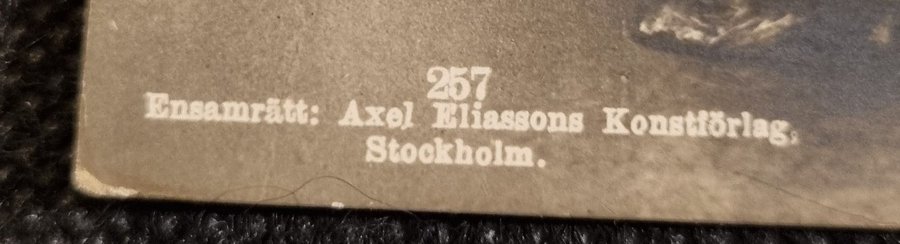 257
Ensamrätt: Axel Eliassons Konstförlag,
Stockholm.